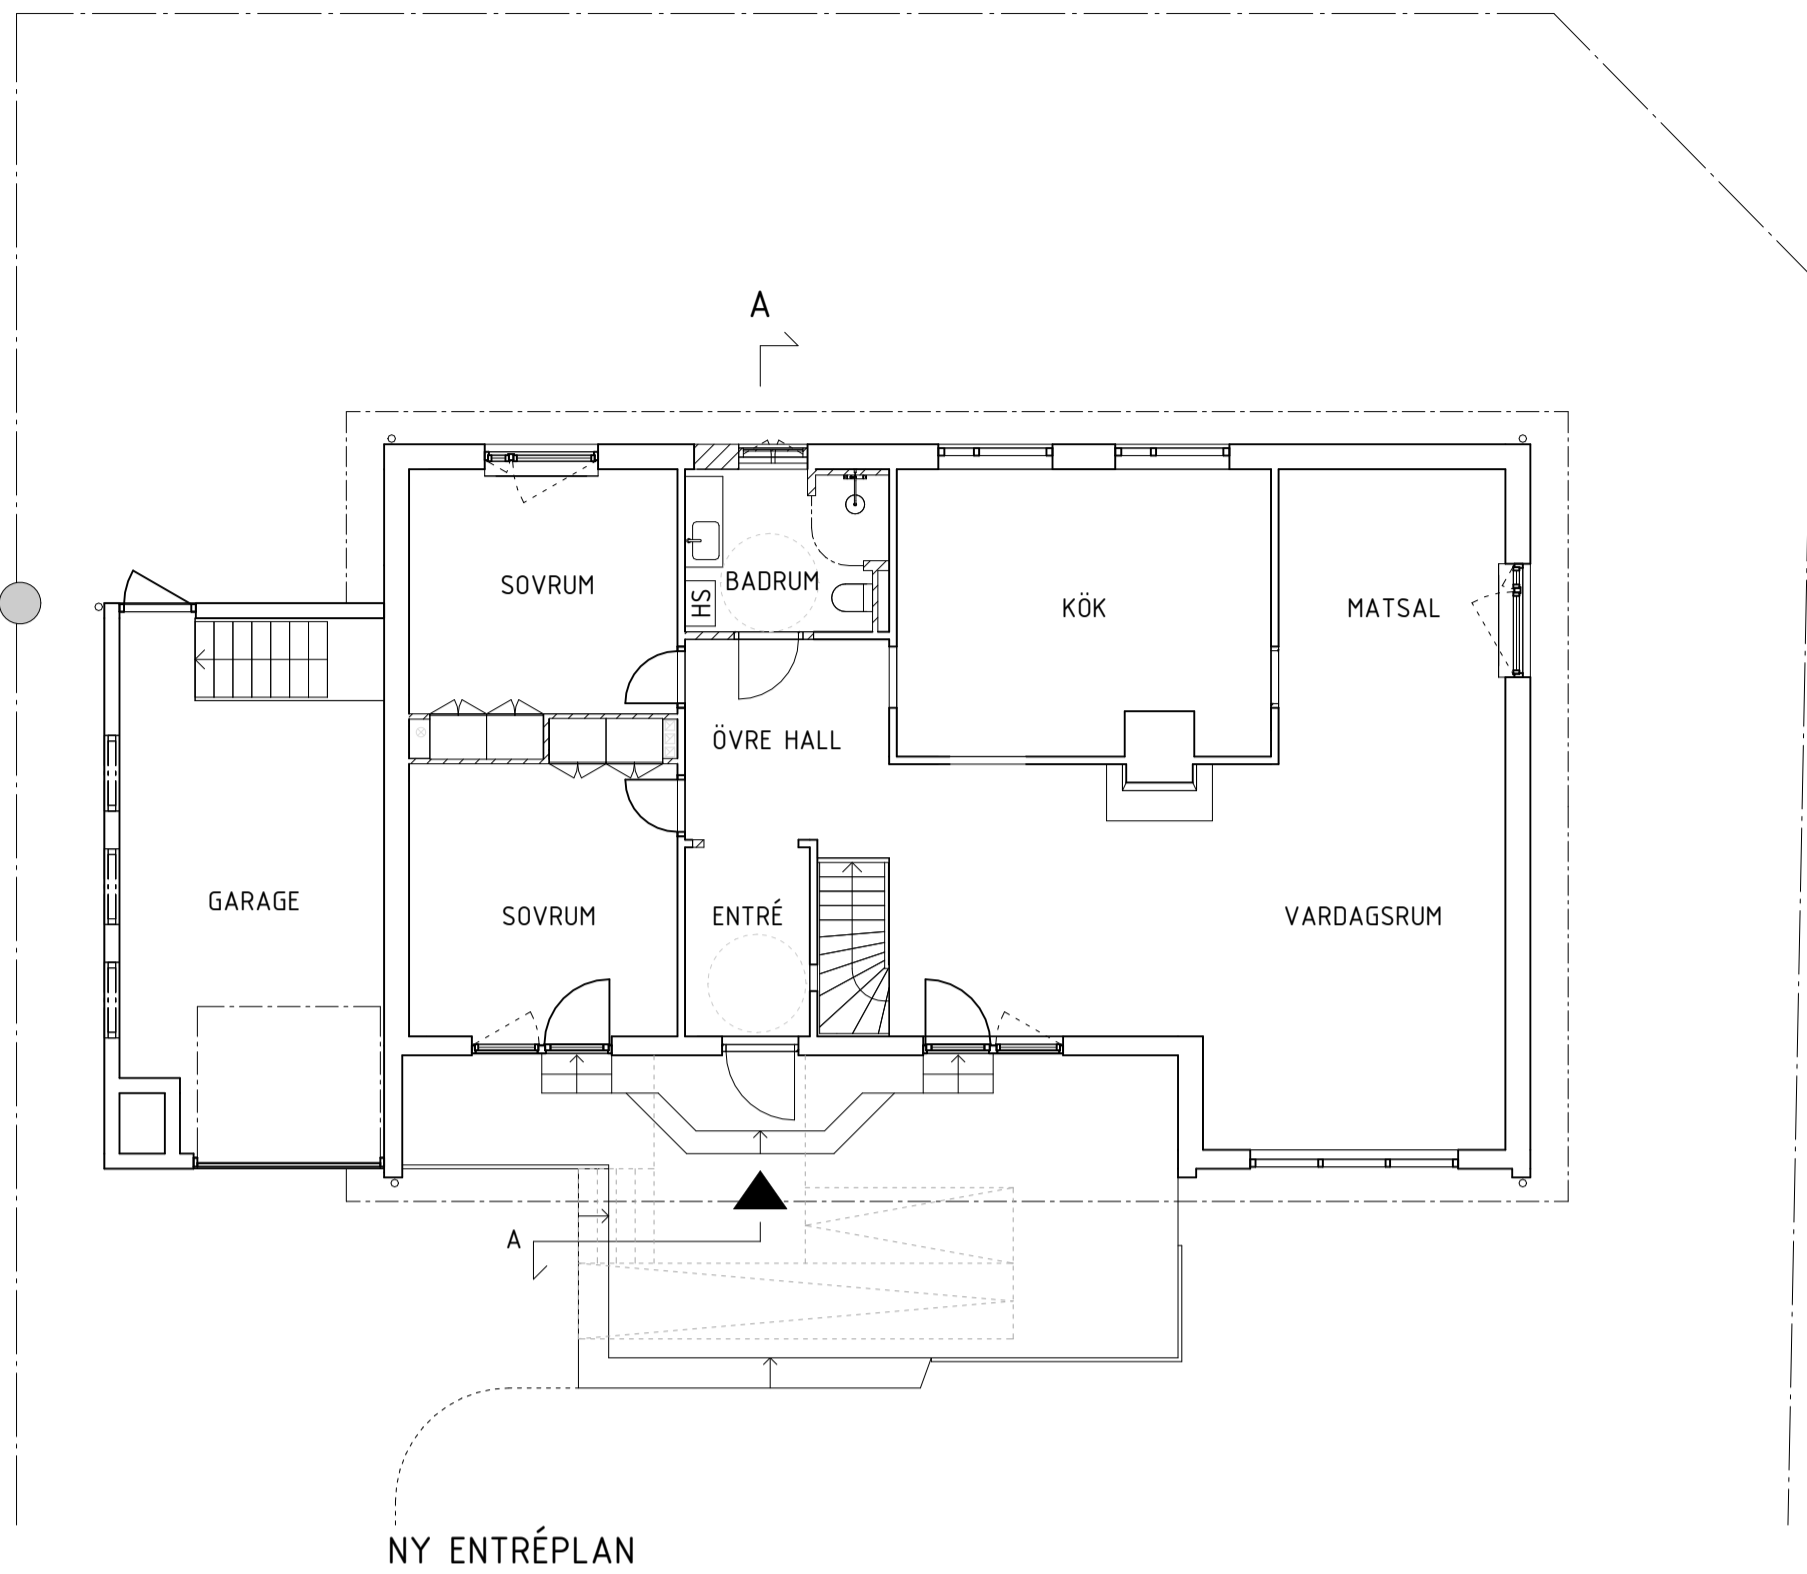 A
SOVRUM
BADRUM
HS
KÖK
MATSAL
ÖVRE HALL
GARAGE
SOVRUM
ENTRÉ
VARDAGSRUM
A
NY ENTRÉPLAN